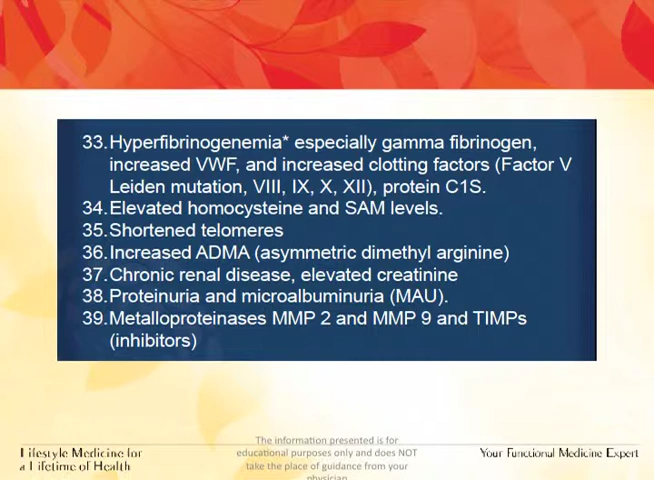 33. Hyperfibrinogenemia* especially gamma fibrinogen,
increased VWF, and increased clotting factors (Factor V
Leiden mutation, VIII, IX, X, XII), protein C1S.
34. Elevated homocysteine and SAM levels.
35. Shortened telomeres
36. Increased ADMA (asymmetric dimethyl arginine)
37. Chronic renal disease, elevated creatinine
38. Proteinuria and microalbuminuria (MAU).
39. Metalloproteinases MMP 2 and MMP 9 and TIMPs
(inhibitors)
Lifestyle Medicine for
a Lifetime of Health
The information presented is for
educational purposes only and does NOT
take the place of guidance from your
physician
Your Functional Medicine Expert